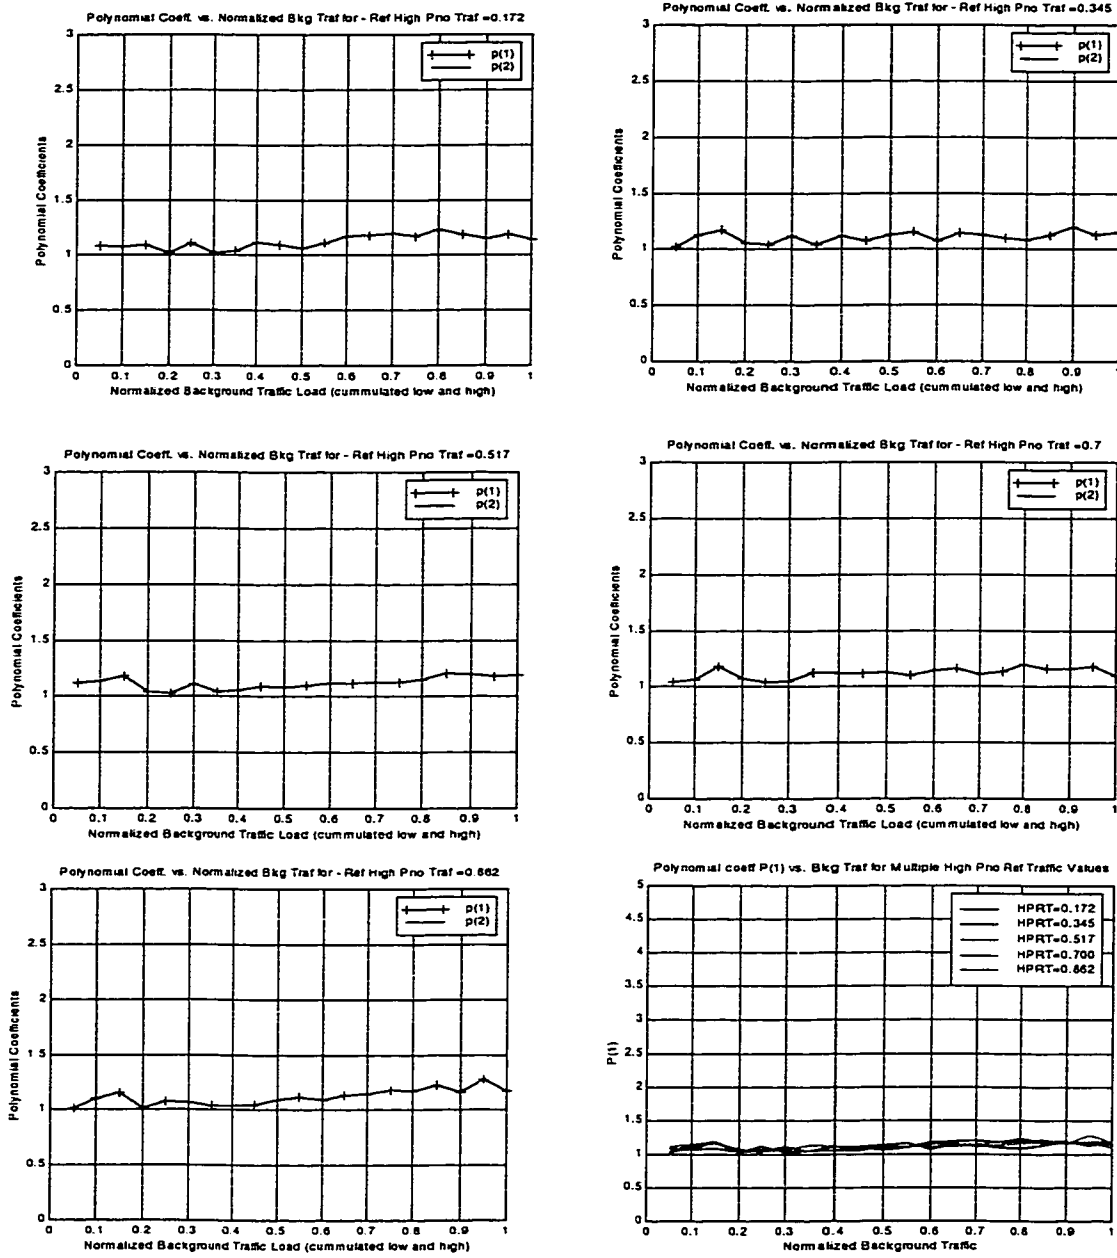 Polynomial Coeff. vs. Normalized Bkg Traf for - Ref High Prio Traf =0.172
p(1)
p(2)
3
2.5
2
1.5
1
0.5
0
Polynomial Coefficients
0 0.1 0.2 0.3 0.4 0.5 0.6 0.7 0.8 0.9 1
Normalized Background Traffic Load (cummulated low and high)
Polynomial Coeff. vs. Normalized Bkg Traf for - Ref High Prio Traf =0.345
p(1)
p(2)
3
2.5
2
1.5
1
0.5
0
Polynomial Coefficients
0 0.1 0.2 0.3 0.4 0.5 0.6 0.7 0.8 0.9 1
Normalized Background Traffic Load (cummulated low and high)
Polynomial Coeff. vs. Normalized Bkg Traf for - Ref High Prio Traf =0.517
p(1)
p(2)
3
2.5
2
1.5
1
0.5
0
Polynomial Coefficients
0 0.1 0.2 0.3 0.4 0.5 0.6 0.7 0.8 0.9 1
Normalized Background Traffic Load (cummulated low and high)
Polynomial Coeff. vs. Normalized Bkg Traf for - Ref High Prio Traf =0.7
p(1)
p(2)
3
2.5
2
1.5
1
0.5
0
Polynomial Coefficients
0 0.1 0.2 0.3 0.4 0.5 0.6 0.7 0.8 0.9 1
Normalized Background Traffic Load (cummulated low and high)
Polynomial Coeff. vs. Normalized Bkg Traf for - Ref High Prio Traf =0.862
p(1)
p(2)
3
2.5
2
1.5
1
0.5
0
Polynomial Coefficients
0 0.1 0.2 0.3 0.4 0.5 0.6 0.7 0.8 0.9 1
Normalized Background Traffic Load (cummulated low and high)
Polynomial coeff P(1) vs. Bkg Traf for Multiple High Prio Ref Traffic Values
HPRT=0.172
HPRT=0.345
HPRT=0.517
HPRT=0.700
HPRT=0.862
5
4.5
4
3.5
3
2.5
2
1.5
1
0.5
0
P(1)
0 0.1 0.2 0.3 0.4 0.5 0.6 0.7 0.8 0.9 1
Normalized Background Traffic